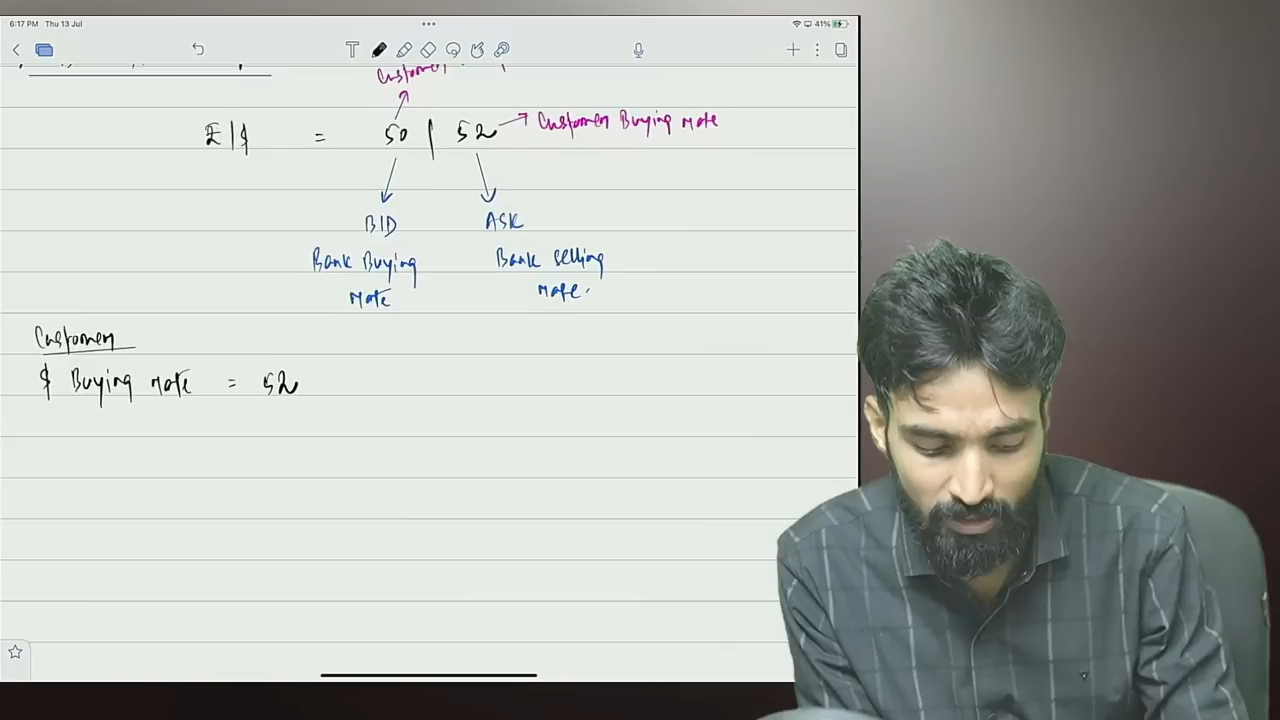 6:17 PM Thu 13 Jul
41%
Customer
₹|$ = 50 | 52 → Customer Buying Rate
BID ASK
Bank Buying Rate
Bank Selling Rate.
Customer
$ Buying Rate = 52